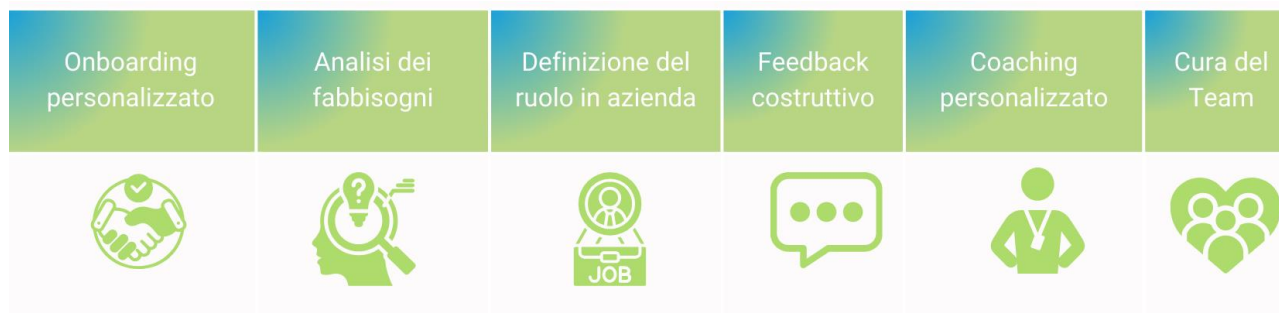 Onboarding
personalizzato
Analisi dei
fabbisogni
Definizione del
ruolo in azienda
Feedback
costruttivo
Coaching
personalizzato
Cura del
Team
?
JOB